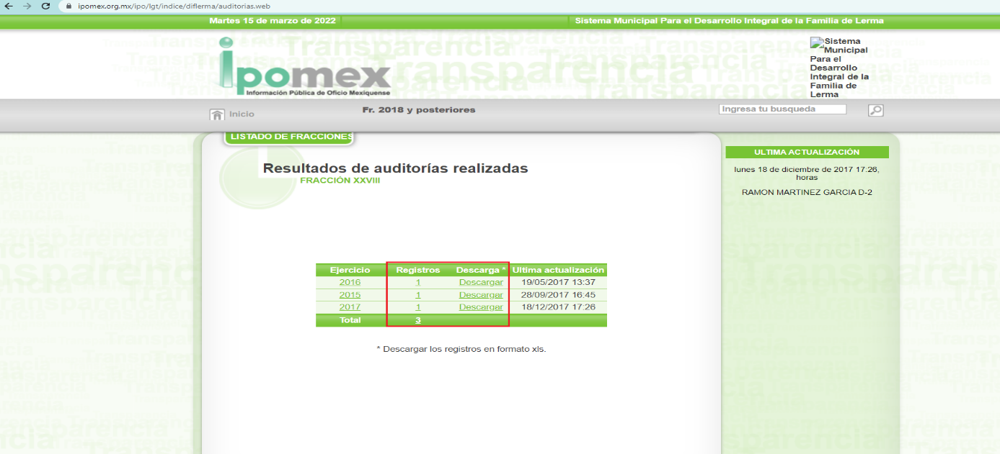 ipomex.org.mx/ipo/lgt/indice/diflerma/auditorias.web
Martes 15 de marzo de 2022
Sistema Municipal Para el Desarrollo Integral de la Familia de Lerma
ipomex
Información Pública de Oficio Mexiquense
Sistema
Municipal
Para el
Desarrollo
Integral de la
Familia de
Lerma
Inicio
Fr. 2018 y posteriores
Ingresa tu busqueda
LISTADO DE FRACCIONES
Resultados de auditorías realizadas
FRACCIÓN XXVIII
ULTIMA ACTUALIZACIÓN
lunes 18 de diciembre de 2017 17:26,
horas
RAMON MARTINEZ GARCIA D-2
Ejercicio Registros Descarga * Ultima actualización
2016 1 Descargar 19/05/2017 13:37
2015 1 Descargar 28/09/2017 16:45
2017 1 Descargar 18/12/2017 17:26
Total 3
* Descargar los registros en formato xls.